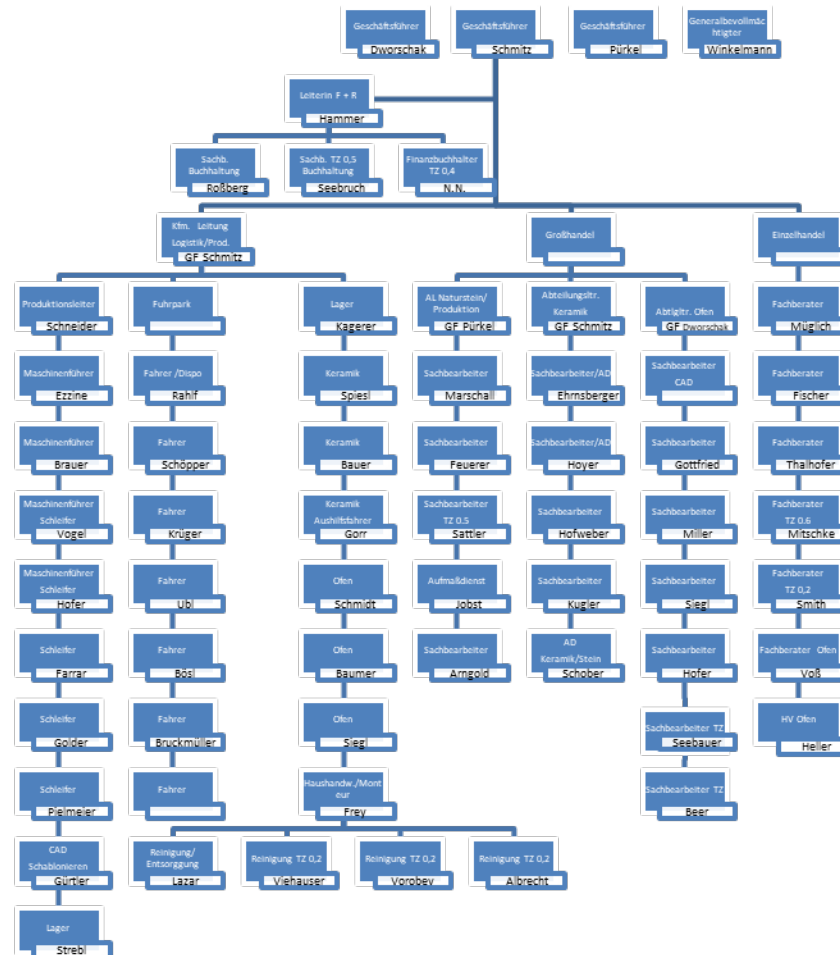 Geschäftsführer
Dworschak
Geschäftsführer
Schmitz
Geschäftsführer
Pürkel
Generalbevollmäc
htigter
Winkelmann
Leiterin F + R
Hammer
Sachb.
Buchhaltung
Roßberg
Sachb. TZ 0,5
Buchhaltung
Seebruch
Finanzbuchhalter
TZ 0,4
N.N.
Kfm. Leitung
Logistik/Prod.
GF Schmitz
Großhandel
Einzelhandel
Produktionsleiter
Schneider
Fuhrpark
Lager
Kagerer
AL Naturstein/
Produktion
GF Pürkel
Abteilungsltr.
Keramik
GF Schmitz
Abtlgltr. Ofen
GF Dworschak
Fachberater
Müglich
Maschinenführer
Ezzine
Fahrer /Dispo
Rahlf
Keramik
Spiesl
Sachbearbeiter
Marschall
Sachbearbeiter/AD
Ehrnsberger
Sachbearbeiter
CAD
Fachberater
Fischer
Maschinenführer
Brauer
Fahrer
Schöpper
Keramik
Bauer
Sachbearbeiter
Feuerer
Sachbearbeiter/AD
Hoyer
Sachbearbeiter
Gottfried
Fachberater
Thalhofer
Maschinenführer
Schleifer
Vogel
Fahrer
Krüger
Keramik
Aushilfsfahrer
Gorr
Sachbearbeiter
TZ 0.5
Sattler
Sachbearbeiter
Hofweber
Sachbearbeiter
Miller
Fachberater
TZ 0.6
Mitschke
Maschinenführer
Schleifer
Hofer
Fahrer
Ubl
Ofen
Schmidt
Aufmaßdienst
Jobst
Sachbearbeiter
Kugler
Sachbearbeiter
Siegl
Fachberater
TZ 0,2
Smith
Schleifer
Farrar
Fahrer
Bösl
Ofen
Baumer
Sachbearbeiter
Arngold
AD
Keramik/Stein
Schober
Sachbearbeiter
Hofer
Fachberater Ofen
Voß
Schleifer
Golder
Fahrer
Bruckmüller
Ofen
Siegl
Sachbearbeiter TZ
Seebauer
HV Ofen
Heller
Schleifer
Pielmeier
Fahrer
Haushandw./Mont
eur
Frey
Sachbearbeiter TZ
Beer
CAD
Schablonieren
Gürtler
Reinigung/
Entsorggung
Lazar
Reinigung TZ 0,2
Viehauser
Reinigung TZ 0,2
Vorobev
Reinigung TZ 0,2
Albrecht
Lager
Strebl